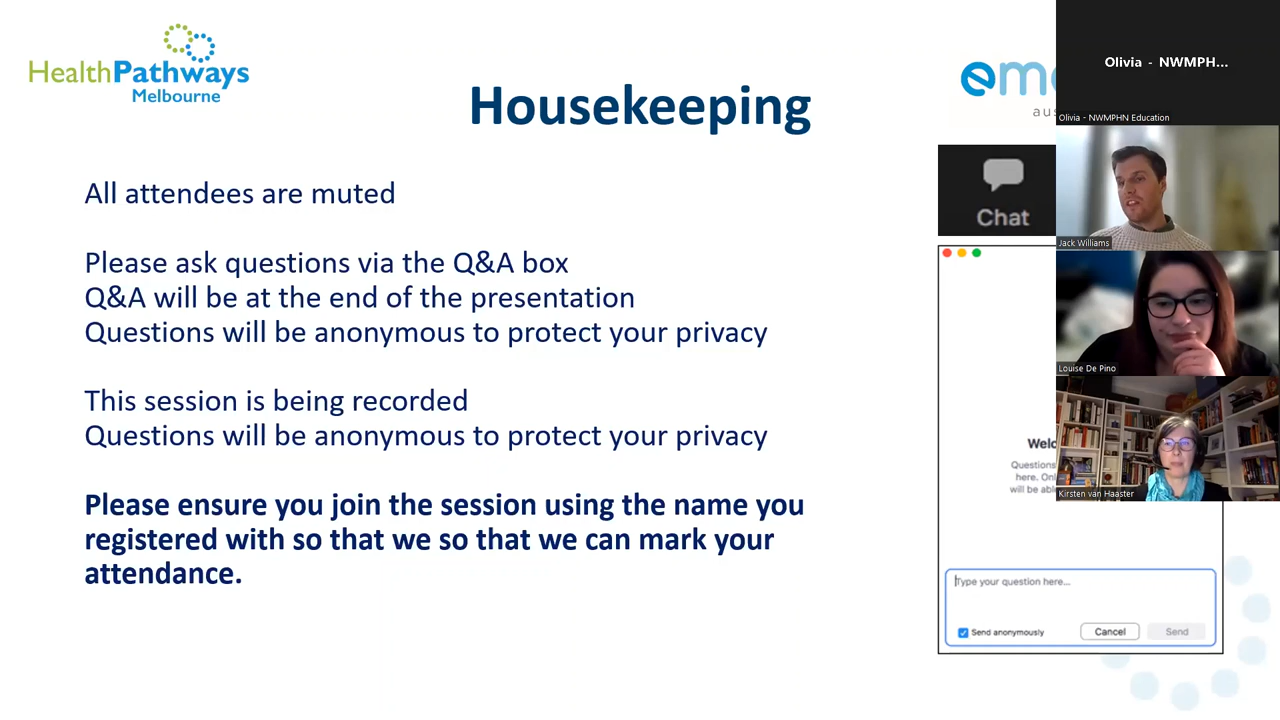 HealthPathways
Melbourne
Housekeeping
All attendees are muted
Please ask questions via the Q&A box
Q&A will be at the end of the presentation
Questions will be anonymous to protect your privacy
This session is being recorded
Questions will be anonymous to protect your privacy
Please ensure you join the session using the name you
registered with so that we so that we can mark your
attendance.
Chat
Questions
here.
will be
Type your question here...
Send anonymously
Cancel
Send
Olivia - NWMPH...
Olivia - NWMPHN Education
Jack Williams
Louise De Pino
Kirsten van Haaster